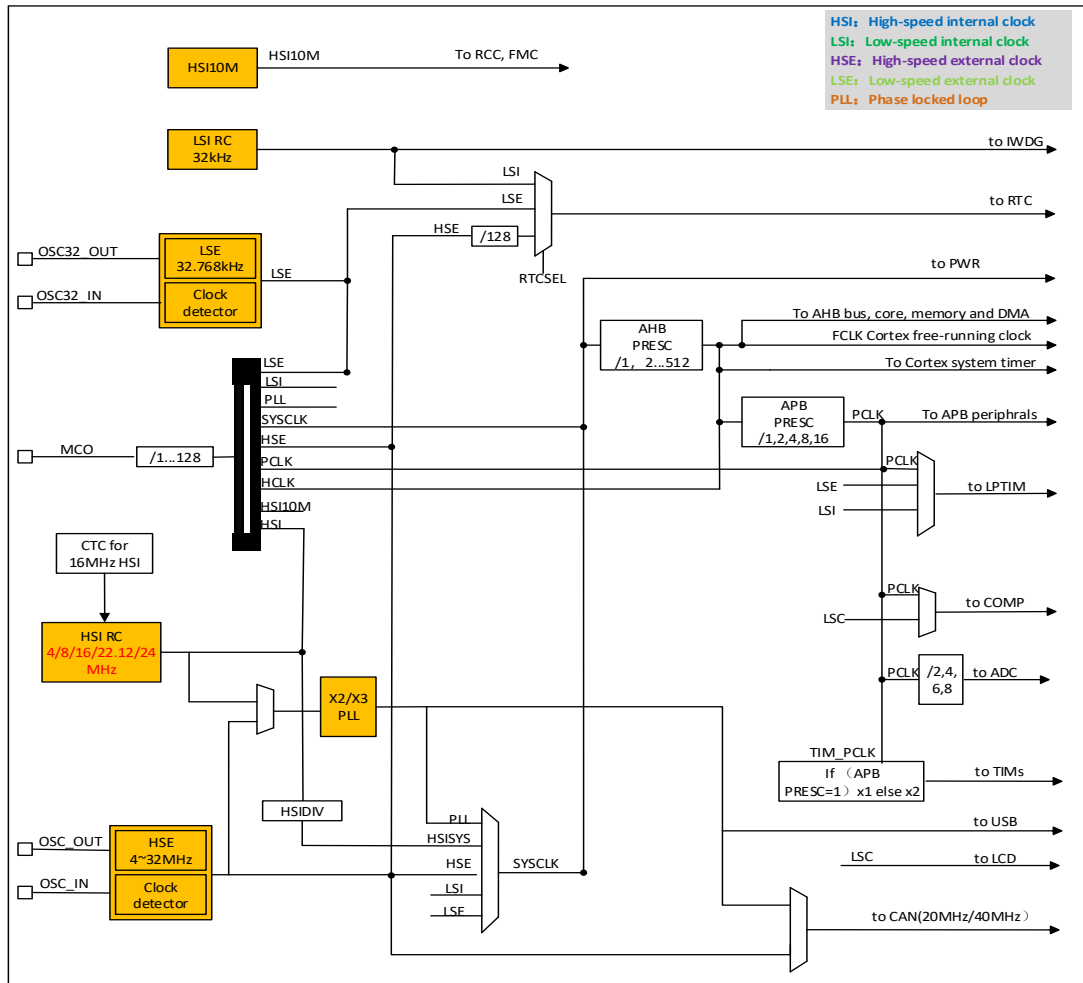 HSI: High-speed internal clock
LSI: Low-speed internal clock
HSE: High-speed external clock
LSE: Low-speed external clock
PLL: Phase locked loop
HSI10M
HSI10M
To RCC, FMC
LSI RC
32kHz
to IWDG
LSI
LSE
HSE
/128
RTCSEL
to RTC
OSC32_OUT
OSC32_IN
LSE
32.768kHz
Clock
detector
LSE
to PWR
AHB
PRESC
/1, 2...512
To AHB bus, core, memory and DMA
FCLK Cortex free-running clock
To Cortex system timer
APB
PRESC
/1,2,4,8,16
PCLK
To APB periphrals
MCO
/1...128
LSE
LSI
PLL
SYSCLK
HSE
PCLK
HCLK
HSI10M
HSI
PCLK
LSE
LSI
to LPTIM
CTC for
16MHz HSI
HSI RC
4/8/16/22.12/24
MHz
PCLK
LSC
to COMP
X2/X3
PLL
PCLK
/2,4,
6,8
to ADC
TIM_PCLK
If （APB
PRESC=1）x1 else x2
to TIMs
HSIDIV
OSC_OUT
OSC_IN
HSE
4~32MHz
Clock
detector
PLL
HSISYS
HSE
LSI
LSE
SYSCLK
to USB
LSC
to LCD
to CAN(20MHz/40MHz）